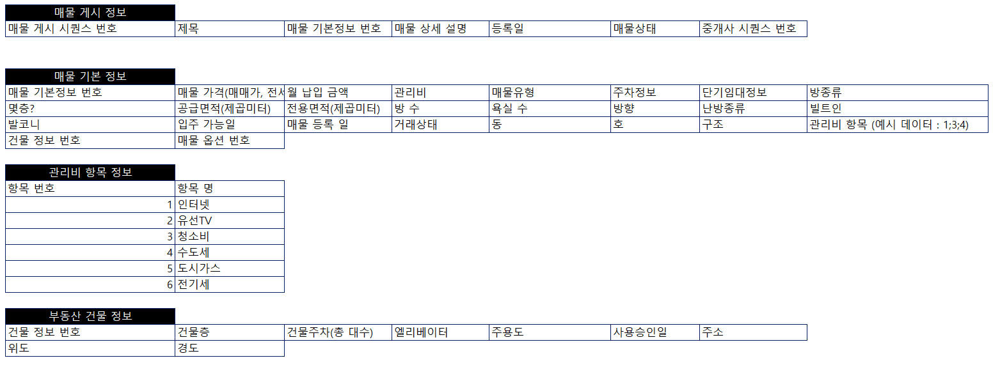 매물 게시 정보
매물 게시 시퀀스 번호 제목 매물 기본정보 번호 매물 상세 설명 등록일 매물상태 중개사 시퀀스 번호
매물 기본 정보
매물 기본정보 번호 매물 가격(매매가, 전세 월 납입 금액 관리비 매물유형 주차정보 단기임대정보 방종류
몇층? 공급면적(제곱미터) 전용면적(제곱미터) 방 수 욕실 수 방향 난방종류 빌트인
발코니 입주 가능일 매물 등록 일 거래상태 동 호 구조 관리비 항목 (예시 데이터 : 1;3;4)
건물 정보 번호 매물 옵션 번호
관리비 항목 정보
항목 번호 항목 명
1 인터넷
2 유선TV
3 청소비
4 수도세
5 도시가스
6 전기세
부동산 건물 정보
건물 정보 번호 건물층 건물주차(총 대수) 엘리베이터 주용도 사용승인일 주소
위도 경도